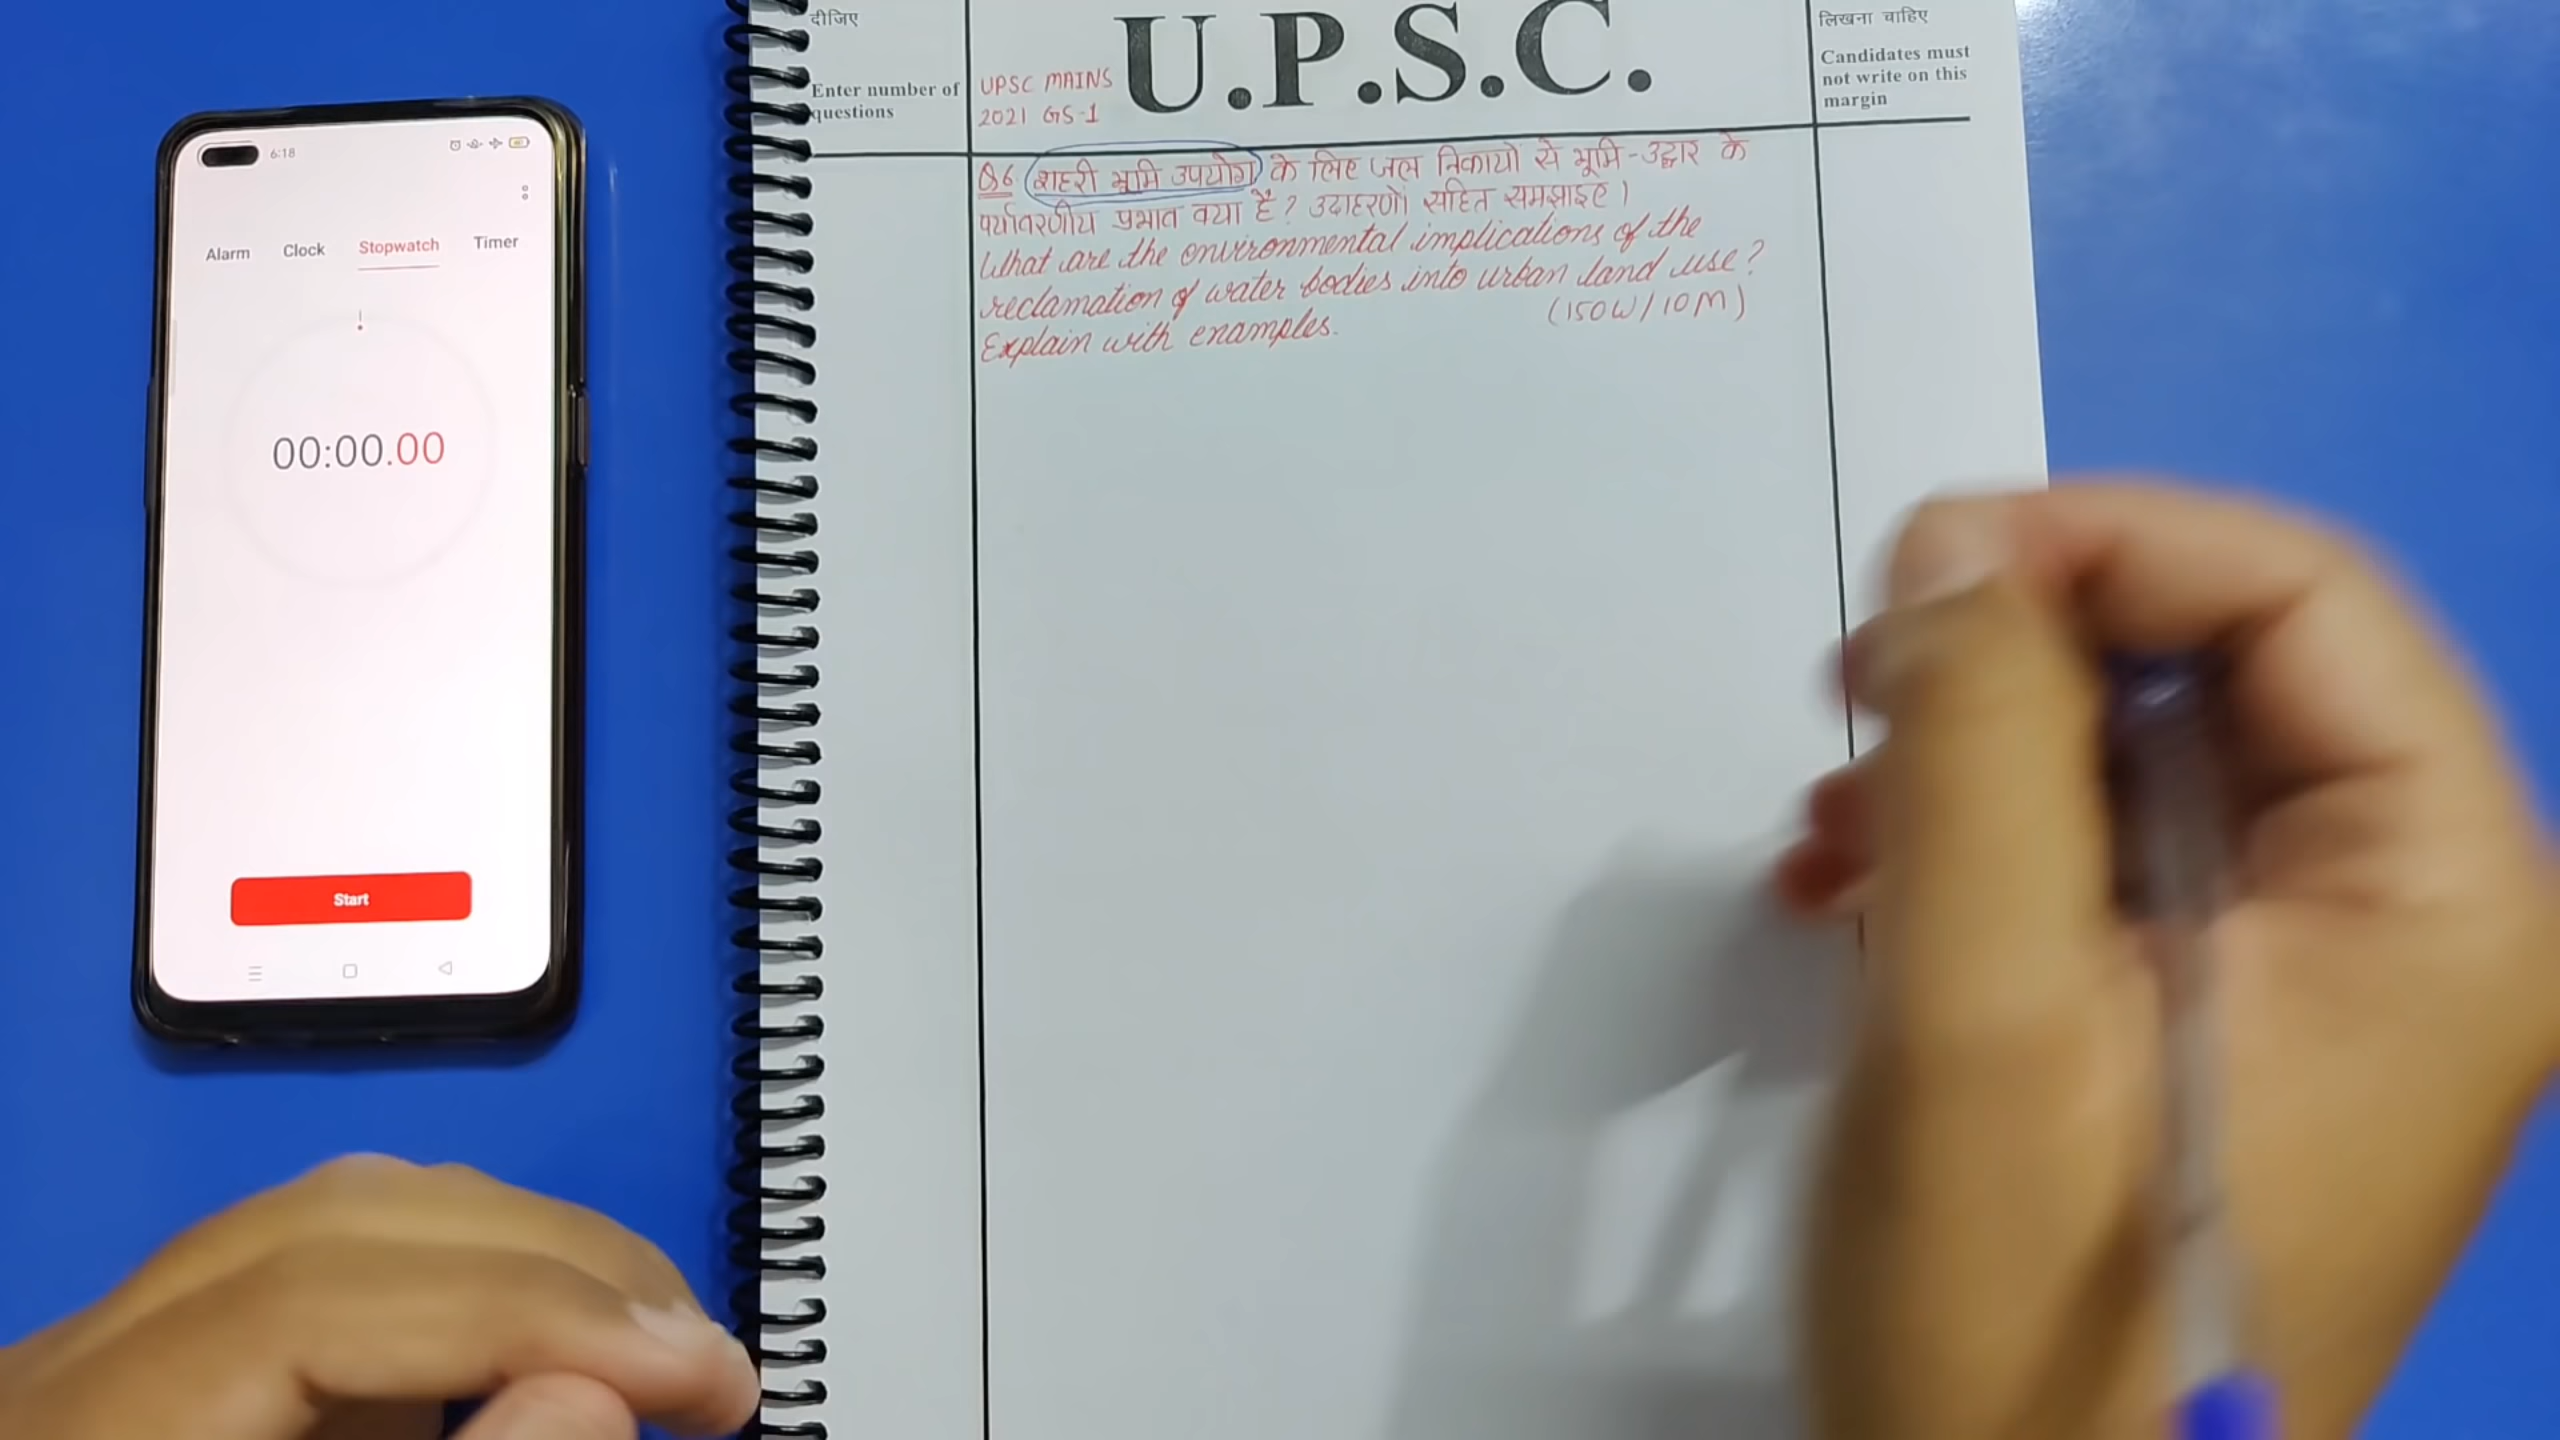 6:18
Alarm Clock Stopwatch Timer
00:00.00
Start
दीजिए
Enter number of
questions
U.P.S.C.
UPSC MAINS
2021 GS-1
लिखना चाहिए
Candidates must
not write on this
margin
Q6 शहरी भूमि उपयोग के लिए जल निकायों से भूमि-उद्धार के
पर्यावरणीय प्रभाव क्या है? उदाहरणों सहित समझाइए।
What are the environmental implications of the
reclamation of water bodies into urban land use?
Explain with enamples. (150W/10M)